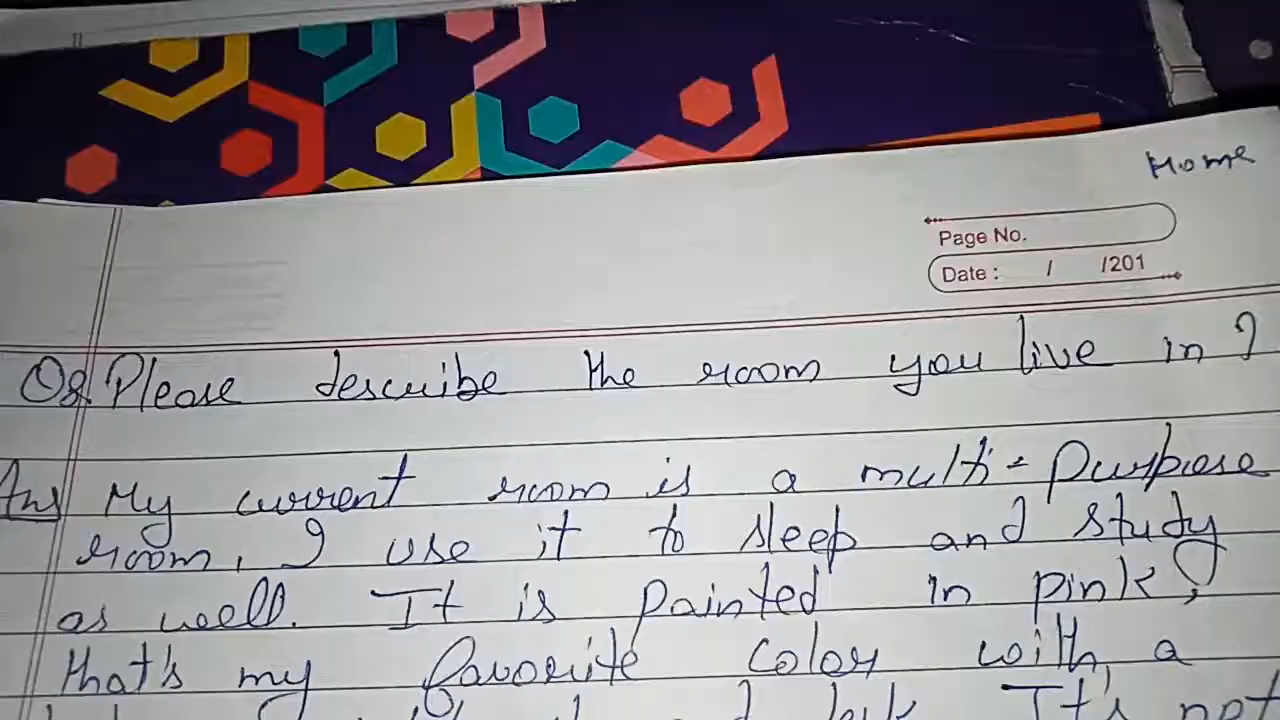 Home
Page No.
Date : / /201
Q8. Please describe the room you live in?
Ans My current room is a multi-purpose
room, I use it to sleep and study
as well. It is painted in pink,
that's my favorite color with a
It's not